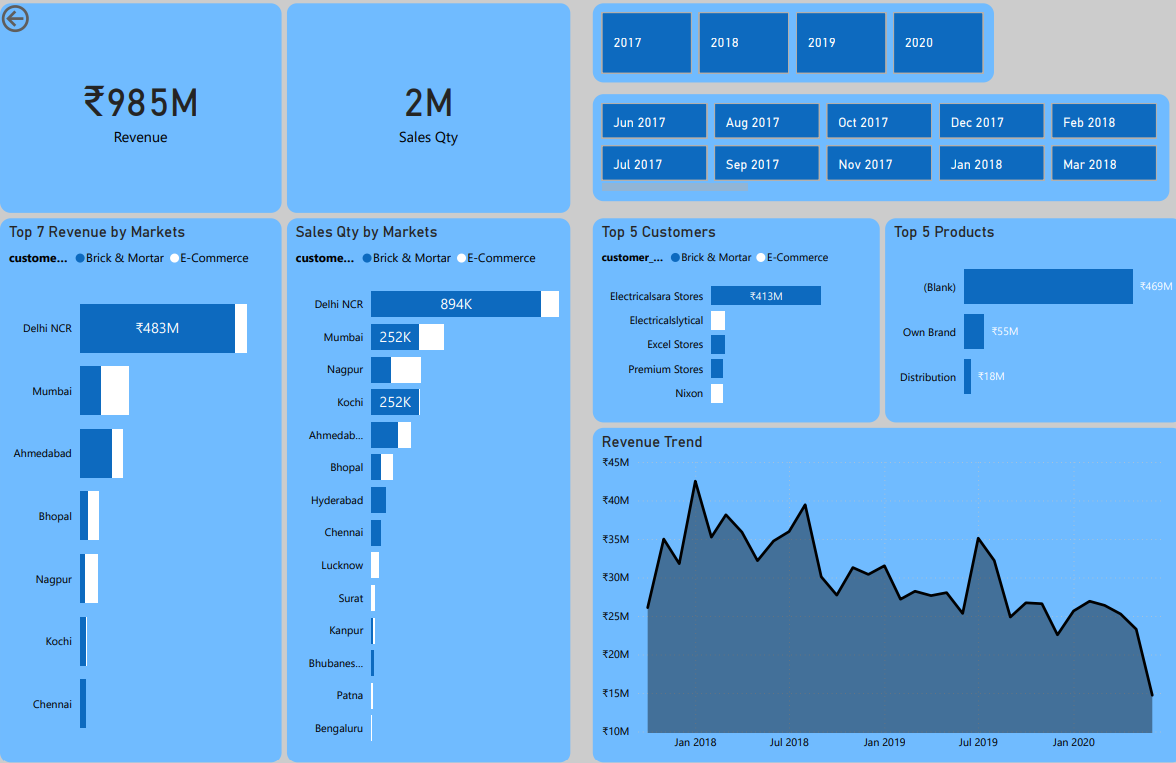 ₹985M
Revenue
2M
Sales Qty
2017 2018 2019 2020
Jun 2017 Aug 2017 Oct 2017 Dec 2017 Feb 2018
Jul 2017 Sep 2017 Nov 2017 Jan 2018 Mar 2018
Top 7 Revenue by Markets
custome... Brick & Mortar E-Commerce
Delhi NCR ₹483M
Mumbai
Ahmedabad
Bhopal
Nagpur
Kochi
Chennai
Sales Qty by Markets
custome... Brick & Mortar E-Commerce
Delhi NCR 894K
Mumbai 252K
Nagpur
Kochi 252K
Ahmedab...
Bhopal
Hyderabad
Chennai
Lucknow
Surat
Kanpur
Bhubanes...
Patna
Bengaluru
Top 5 Customers
customer_... Brick & Mortar E-Commerce
Electricalsara Stores ₹413M
Electricalslytical
Excel Stores
Premium Stores
Nixon
Top 5 Products
(Blank) ₹469M
Own Brand ₹55M
Distribution ₹18M
Revenue Trend
₹45M
₹40M
₹35M
₹30M
₹25M
₹20M
₹15M
₹10M
Jan 2018 Jul 2018 Jan 2019 Jul 2019 Jan 2020